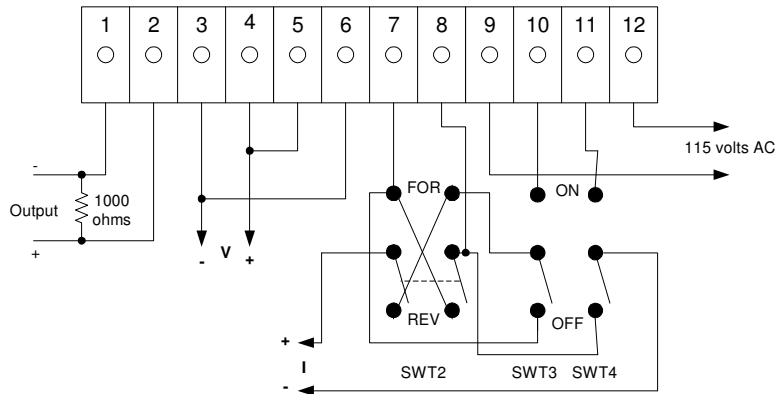 1 2 3 4 5 6 7 8 9 10 11 12
115 volts AC
-
Output
1000
ohms
+
- V +
FOR
ON
REV
OFF
+
I
-
SWT2 SWT3 SWT4